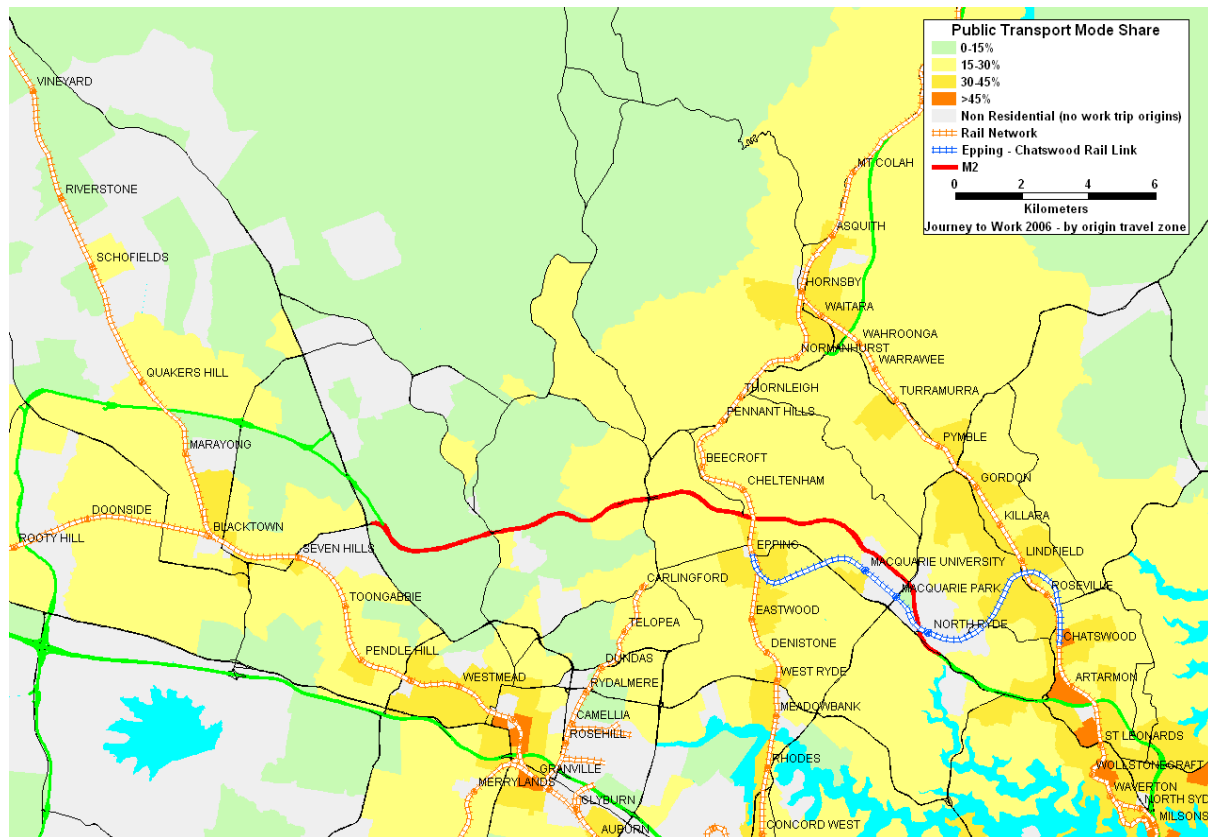 Public Transport Mode Share
0-15%
15-30%
30-45%
>45%
Non Residential (no work trip origins)
Rail Network
Epping - Chatswood Rail Link
M2
0 2 4 6
Kilometers
Journey to Work 2006 - by origin travel zone
VINEYARD
MT COLAH
RIVERSTONE
ASQUITH
SCHOFIELDS
HORNSBY
WAITARA
WAHROONGA
NORMANHURST
WARRAWEE
QUAKERS HILL
THORNLEIGH
TURRAMURRA
PENNANT HILLS
PYMBLE
MARAYONG
BEECROFT
CHELTENHAM
GORDON
DOONSIDE
KILLARA
BLACKTOWN
ROOTY HILL
EPPING
LINDFIELD
SEVEN HILLS
MACQUARIE UNIVERSITY
CARLINGFORD
ROSEVILLE
MACQUARIE PARK
TOONGABBIE
EASTWOOD
NORTH RYDE
TELOPEA
CHATSWOOD
DENISTONE
PENDLE HILL
DUNDAS
WESTMEAD
WEST RYDE
ARTARMON
RYDALMERE
MEADOWBANK
CAMELLIA
ST LEONARDS
ROSEHILL
RHODES
WOLLSTONECRAFT
GRANVILLE
MERRYLANDS
WAVERTON
CLYBURN
NORTH SYD
MILSONS
CONCORD WEST
AUBURN